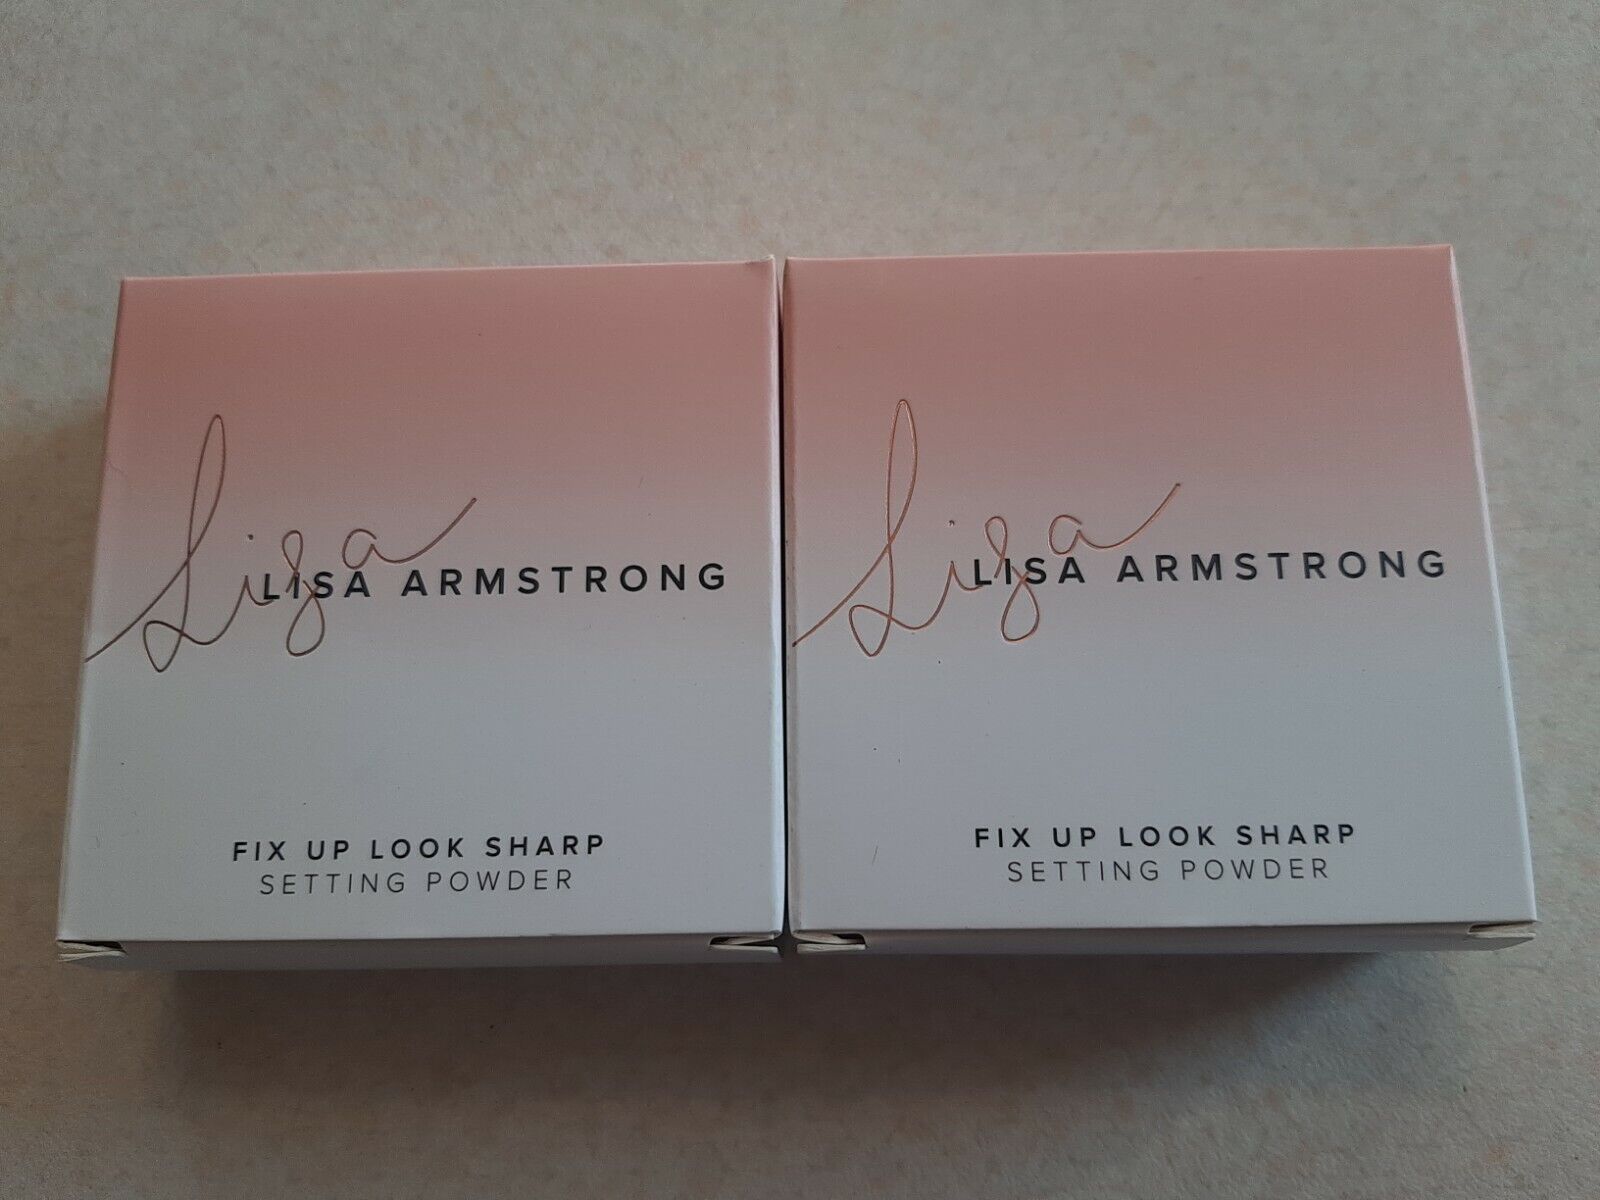 Lisa
LISA ARMSTRONG
FIX UP LOOK SHARP
SETTING POWDER
Lisa
LISA ARMSTRONG
FIX UP LOOK SHARP
SETTING POWDER